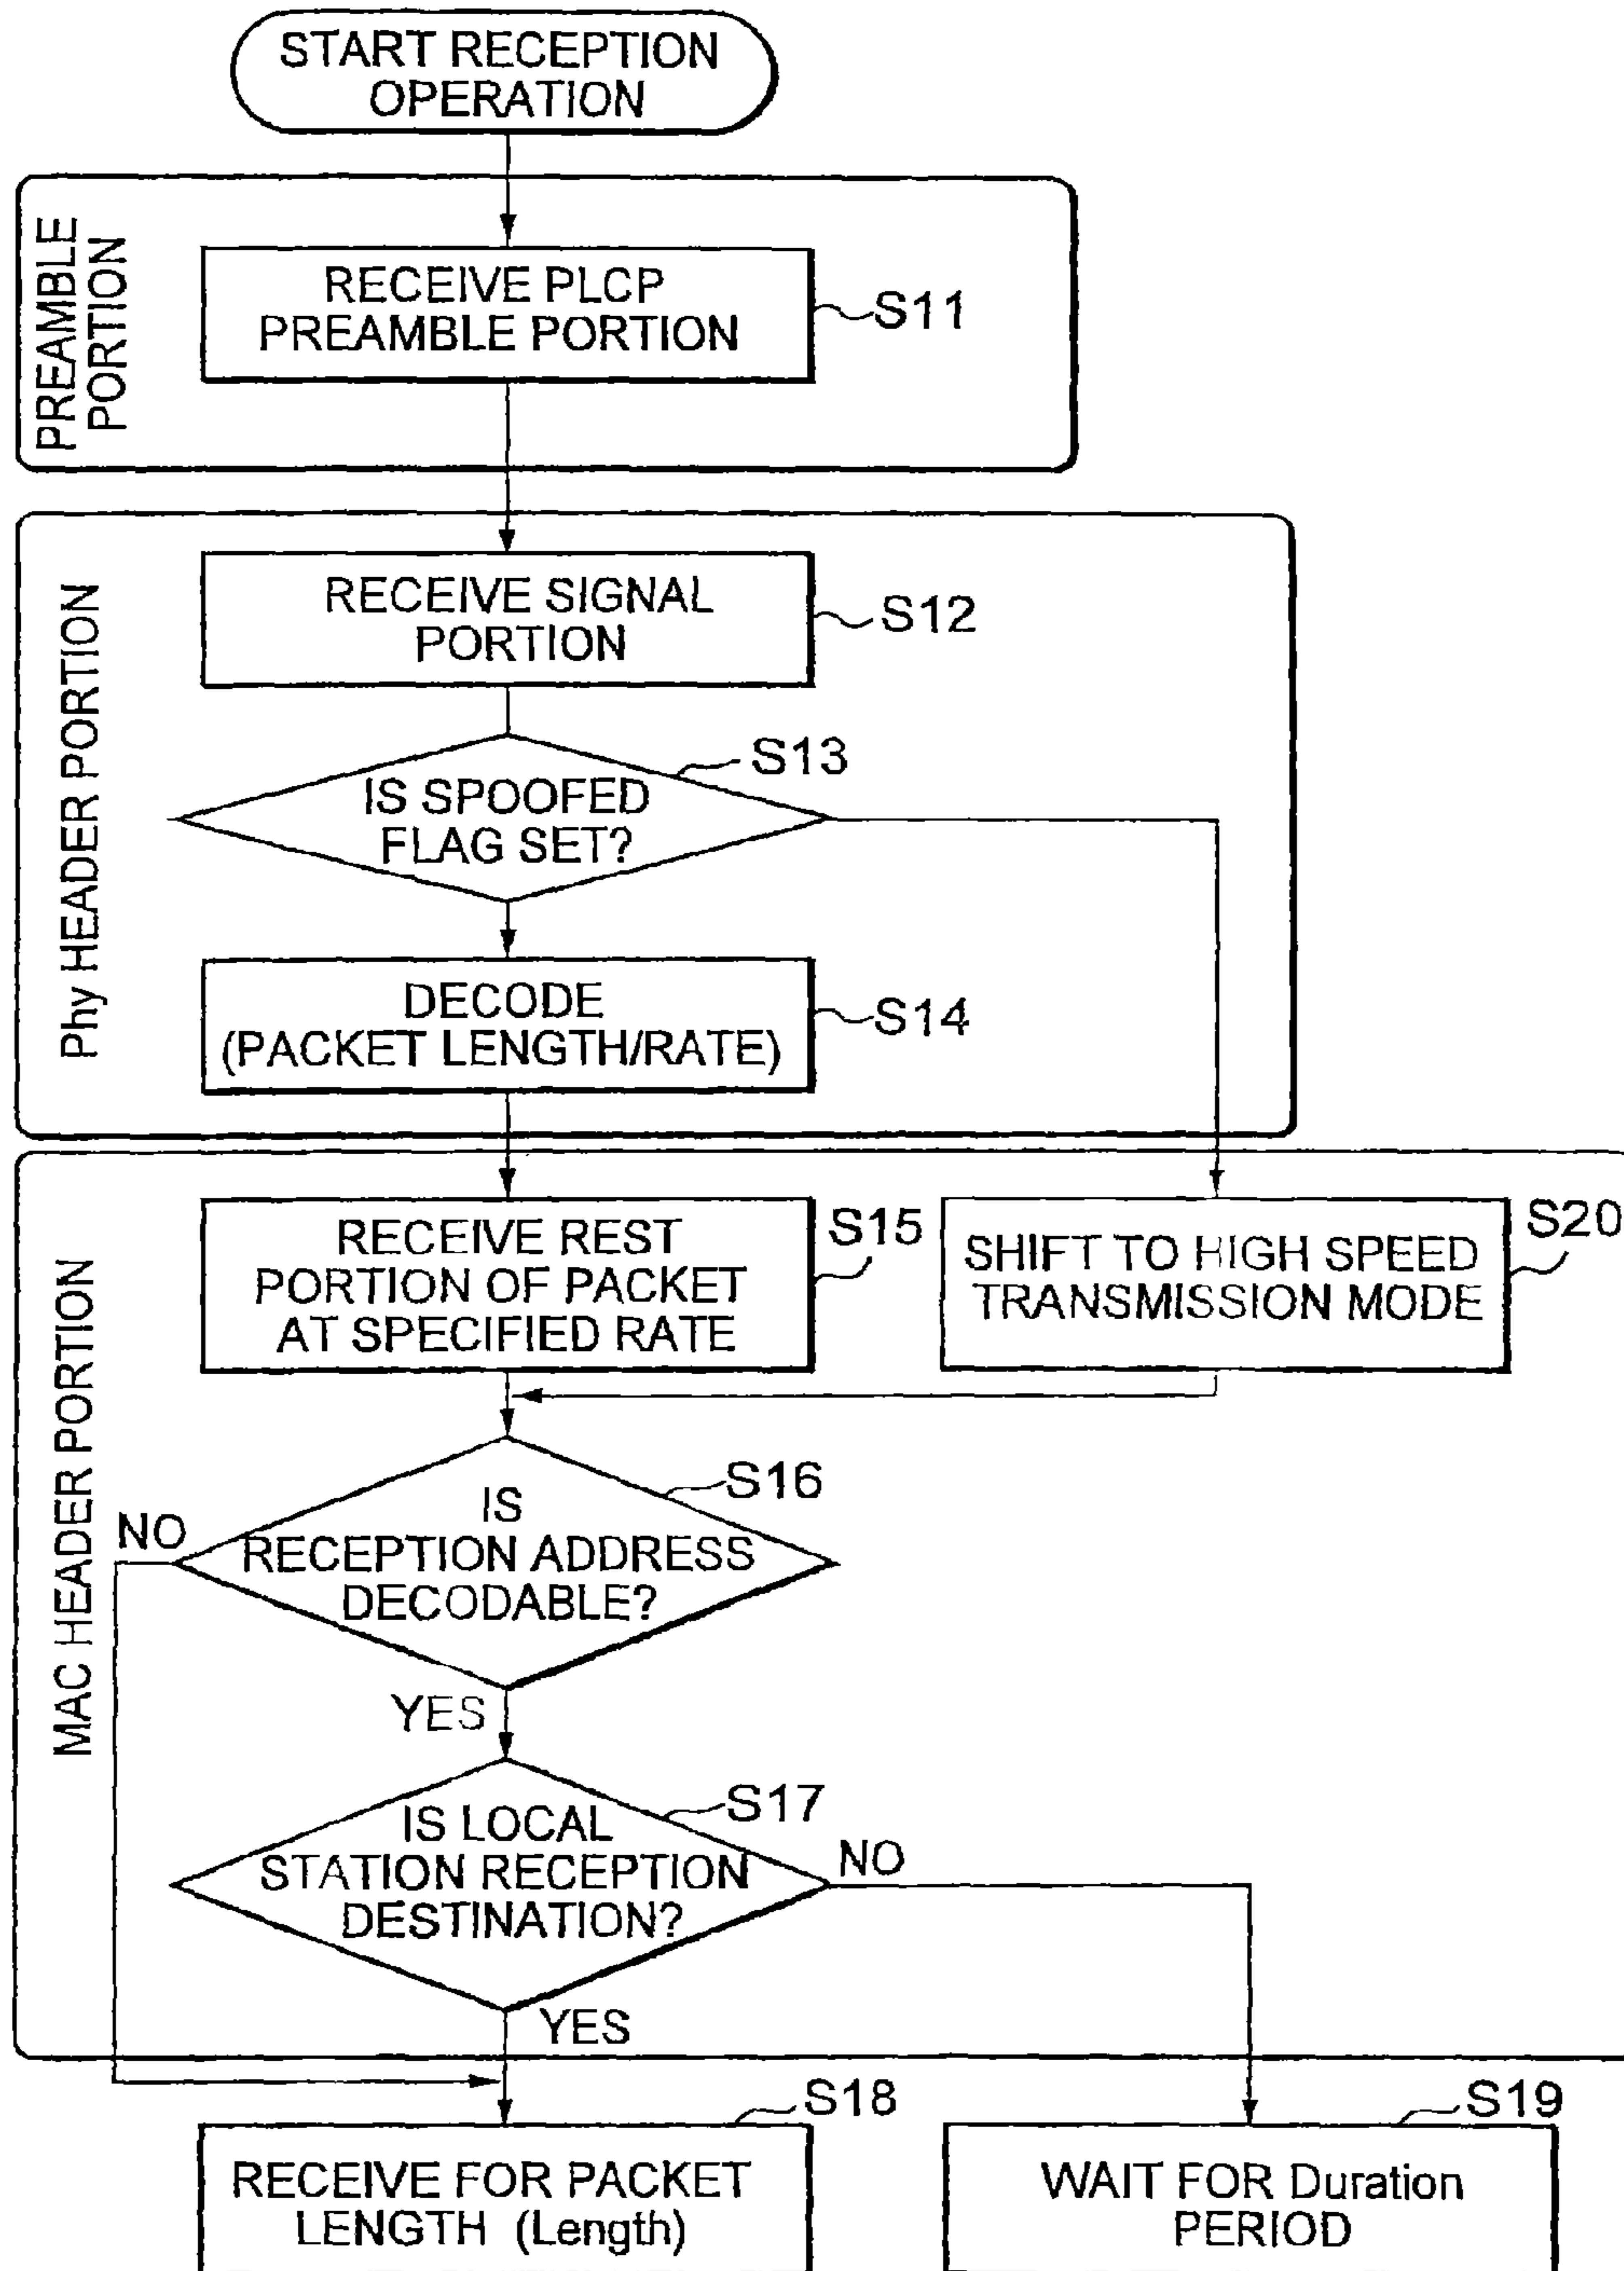 START RECEPTION
OPERATION
PREAMBLE
PORTION
RECEIVE PLCP
PREAMBLE PORTION
S11
Phy HEADER PORTION
RECEIVE SIGNAL
PORTION
S12
S13
IS SPOOFED
FLAG SET?
DECODE
(PACKET LENGTH/RATE)
S14
MAC HEADER PORTION
RECEIVE REST
PORTION OF PACKET
AT SPECIFIED RATE
S15
SHIFT TO HIGH SPEED
TRANSMISSION MODE
S20
S16
IS
RECEPTION ADDRESS
DECODABLE?
NO
YES
S17
IS LOCAL
STATION RECEPTION
DESTINATION?
NO
YES
S18
RECEIVE FOR PACKET
LENGTH (Length)
S19
WAIT FOR Duration
PERIOD